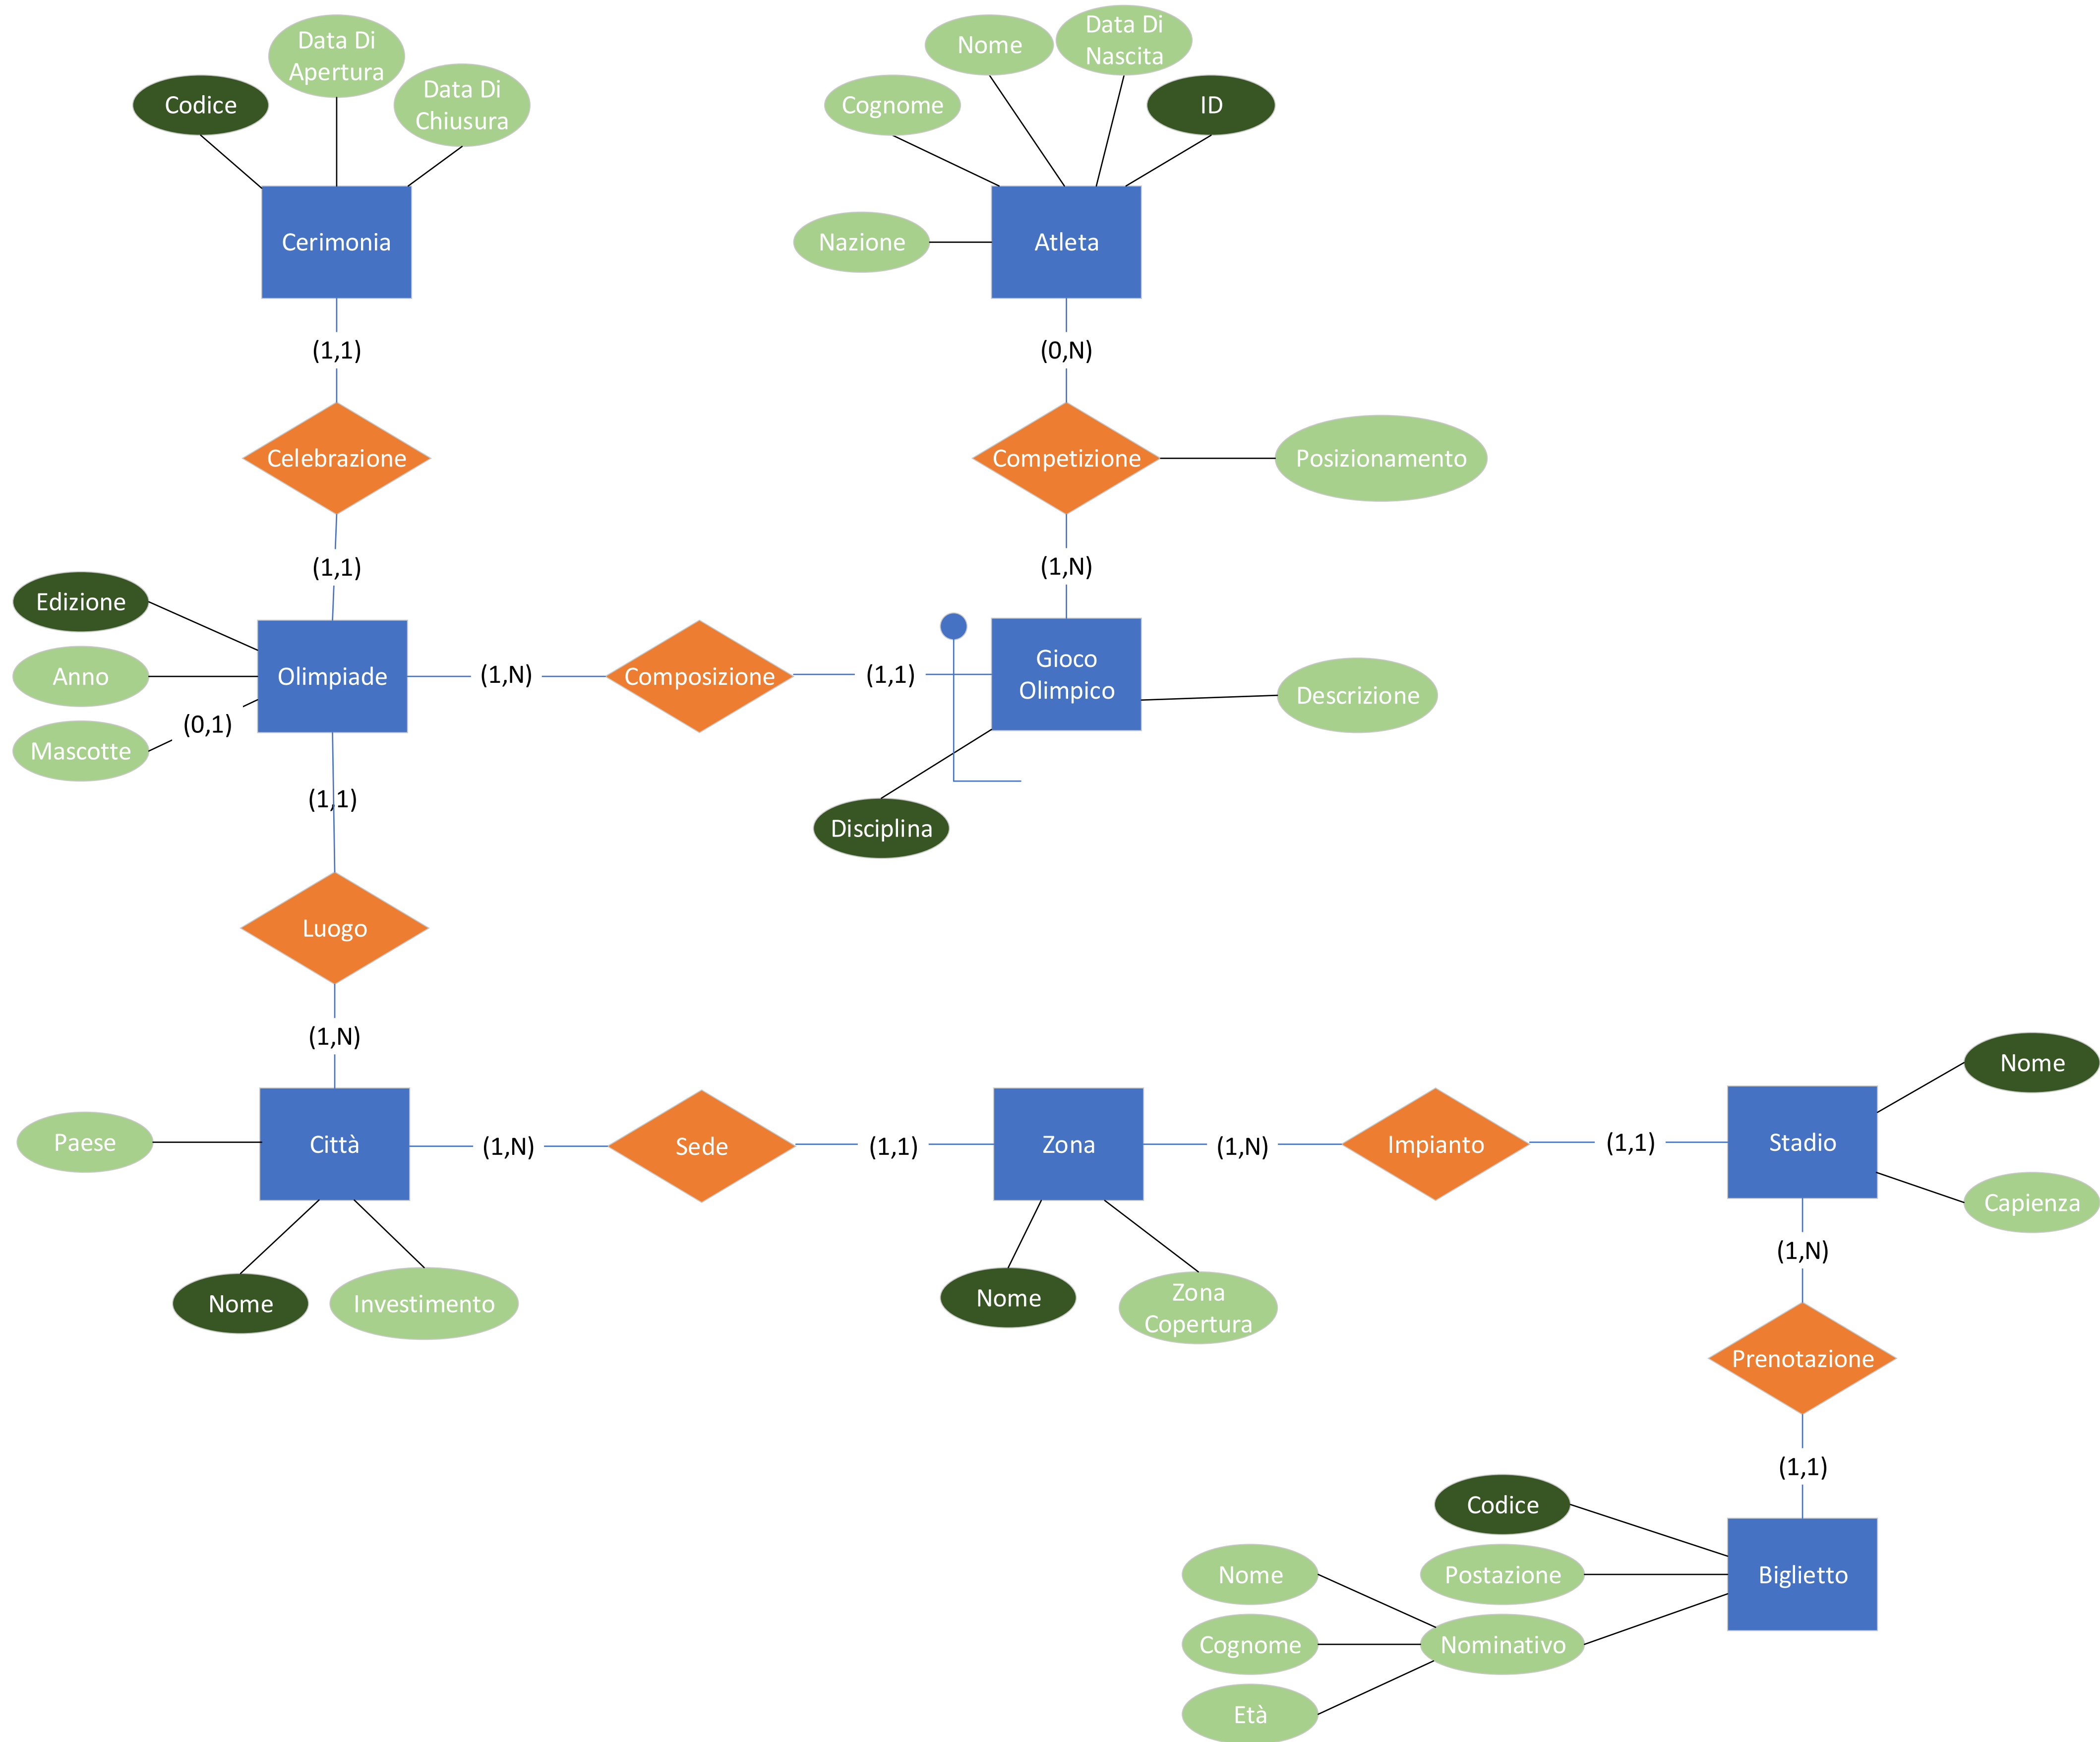 Data Di
Apertura
Codice
Data Di
Chiusura
Cerimonia
(1,1)
Celebrazione
(1,1)
Nome
Data Di
Nascita
Cognome
ID
Nazione
Atleta
(0,N)
Competizione
Posizionamento
(1,N)
Edizione
Anno
Mascotte
(0,1)
Olimpiade
(1,N)
Composizione
(1,1)
Gioco
Olimpico
Descrizione
Disciplina
(1,1)
Luogo
(1,N)
Paese
Città
Nome
Investimento
(1,N)
Sede
(1,1)
Zona
Nome
Zona
Copertura
(1,N)
Impianto
(1,1)
Stadio
Nome
Capienza
(1,N)
Prenotazione
(1,1)
Codice
Nome
Postazione
Biglietto
Cognome
Nominativo
Età